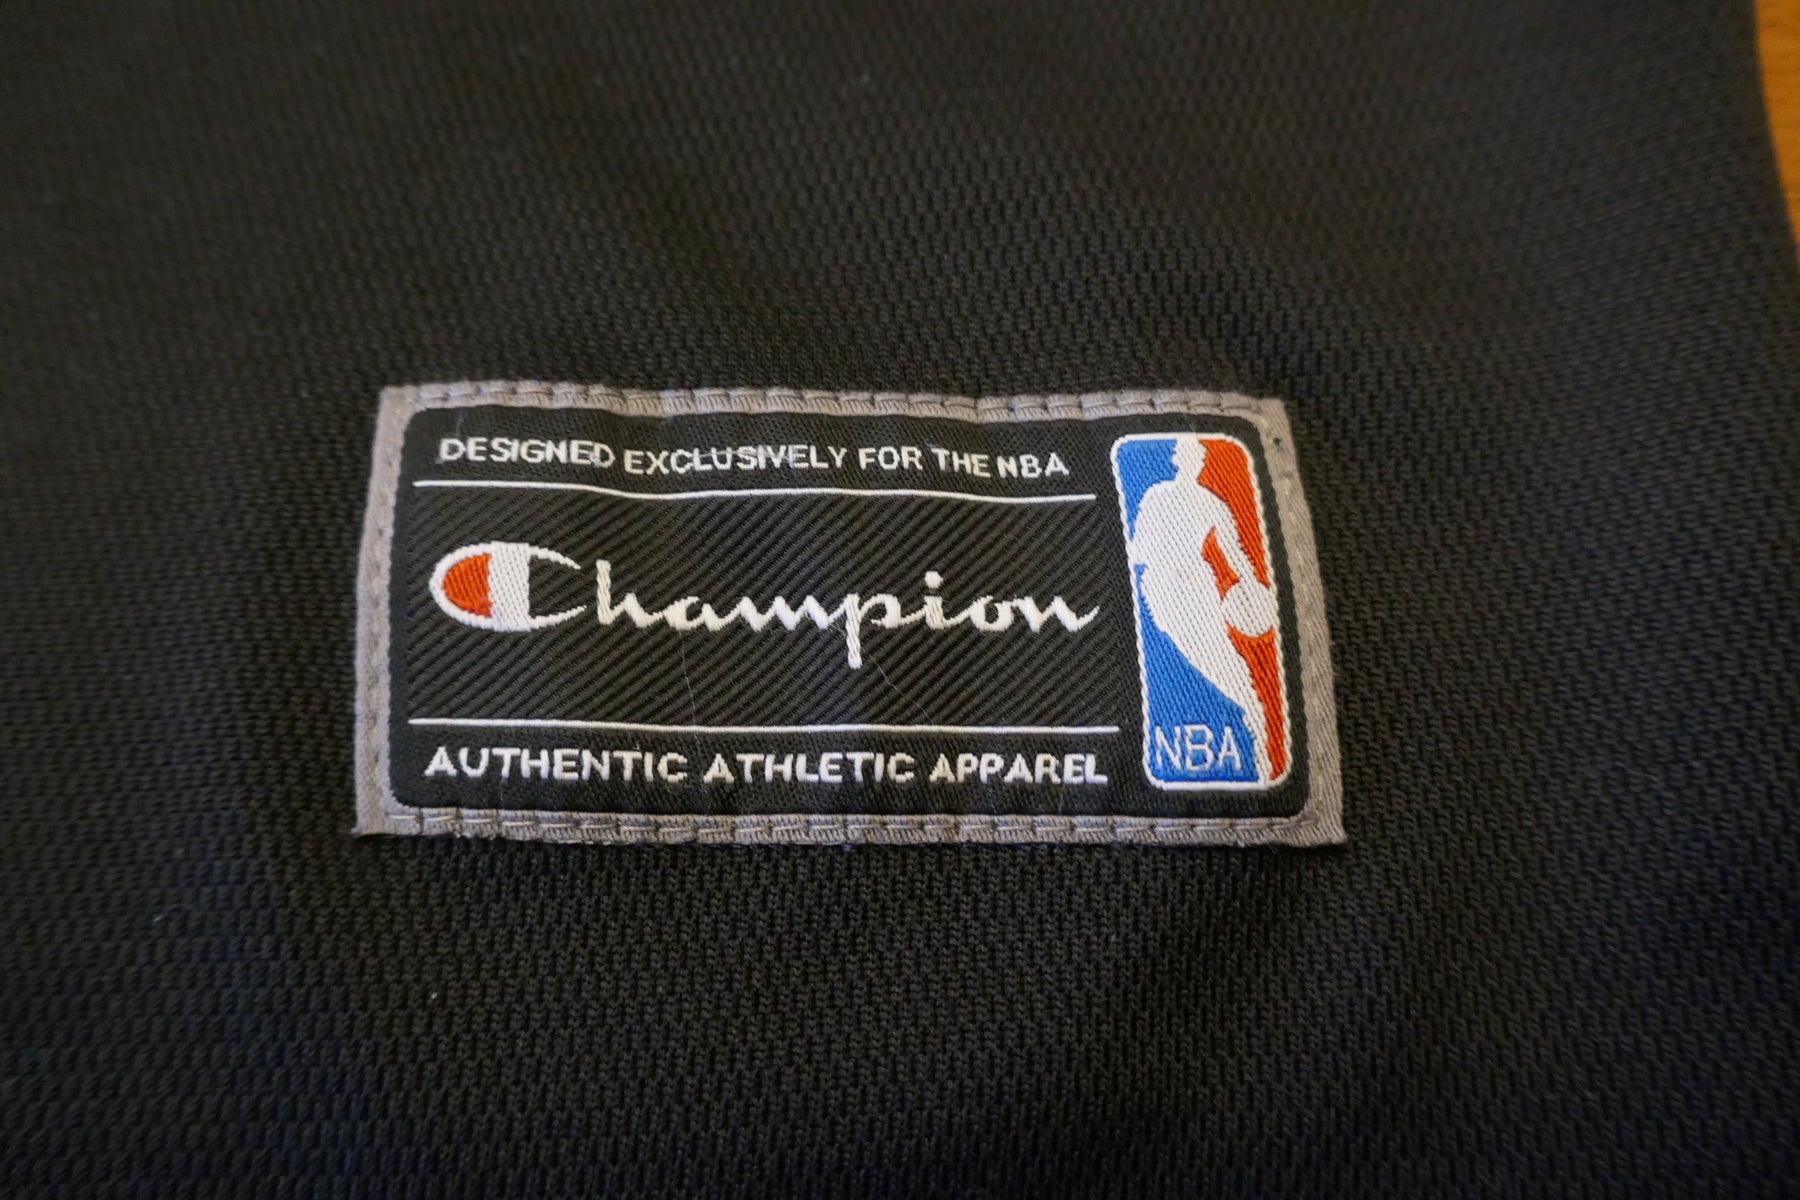 DESIGNED EXCLUSIVELY FOR THE NBA
Champion
AUTHENTIC ATHLETIC APPAREL
NBA